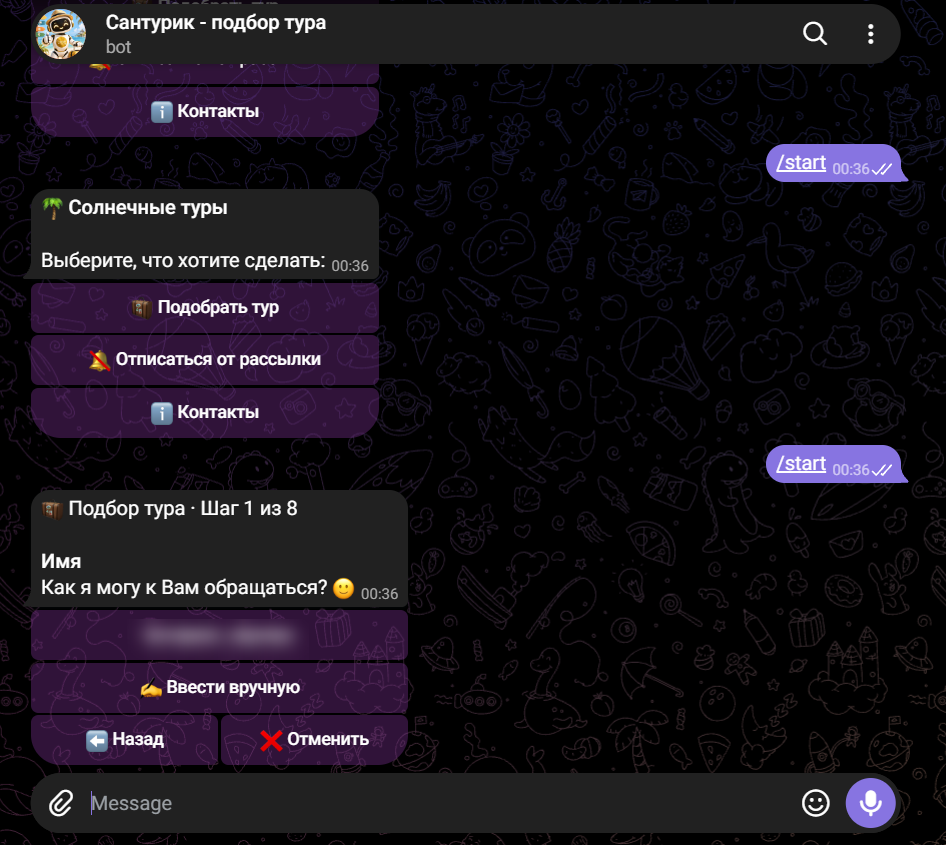 Сантурик - подбор тура
bot
Контакты
/start 00:36
Солнечные туры
Выберите, что хотите сделать: 00:36
Подобрать тур
Отписаться от рассылки
Контакты
/start 00:36
Подбор тура · Шаг 1 из 8
Имя
Как я могу к Вам обращаться? 00:36
Ввести вручную
Назад
Отменить
Message